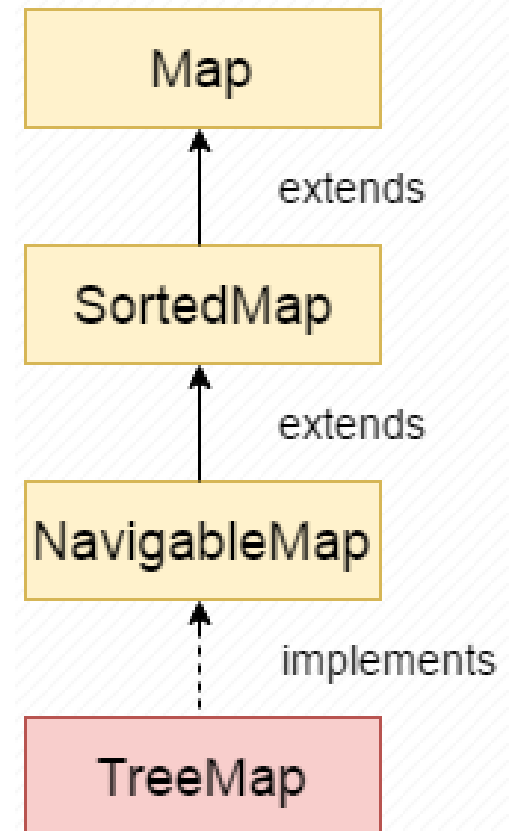 Map
extends
SortedMap
extends
NavigableMap
implements
TreeMap